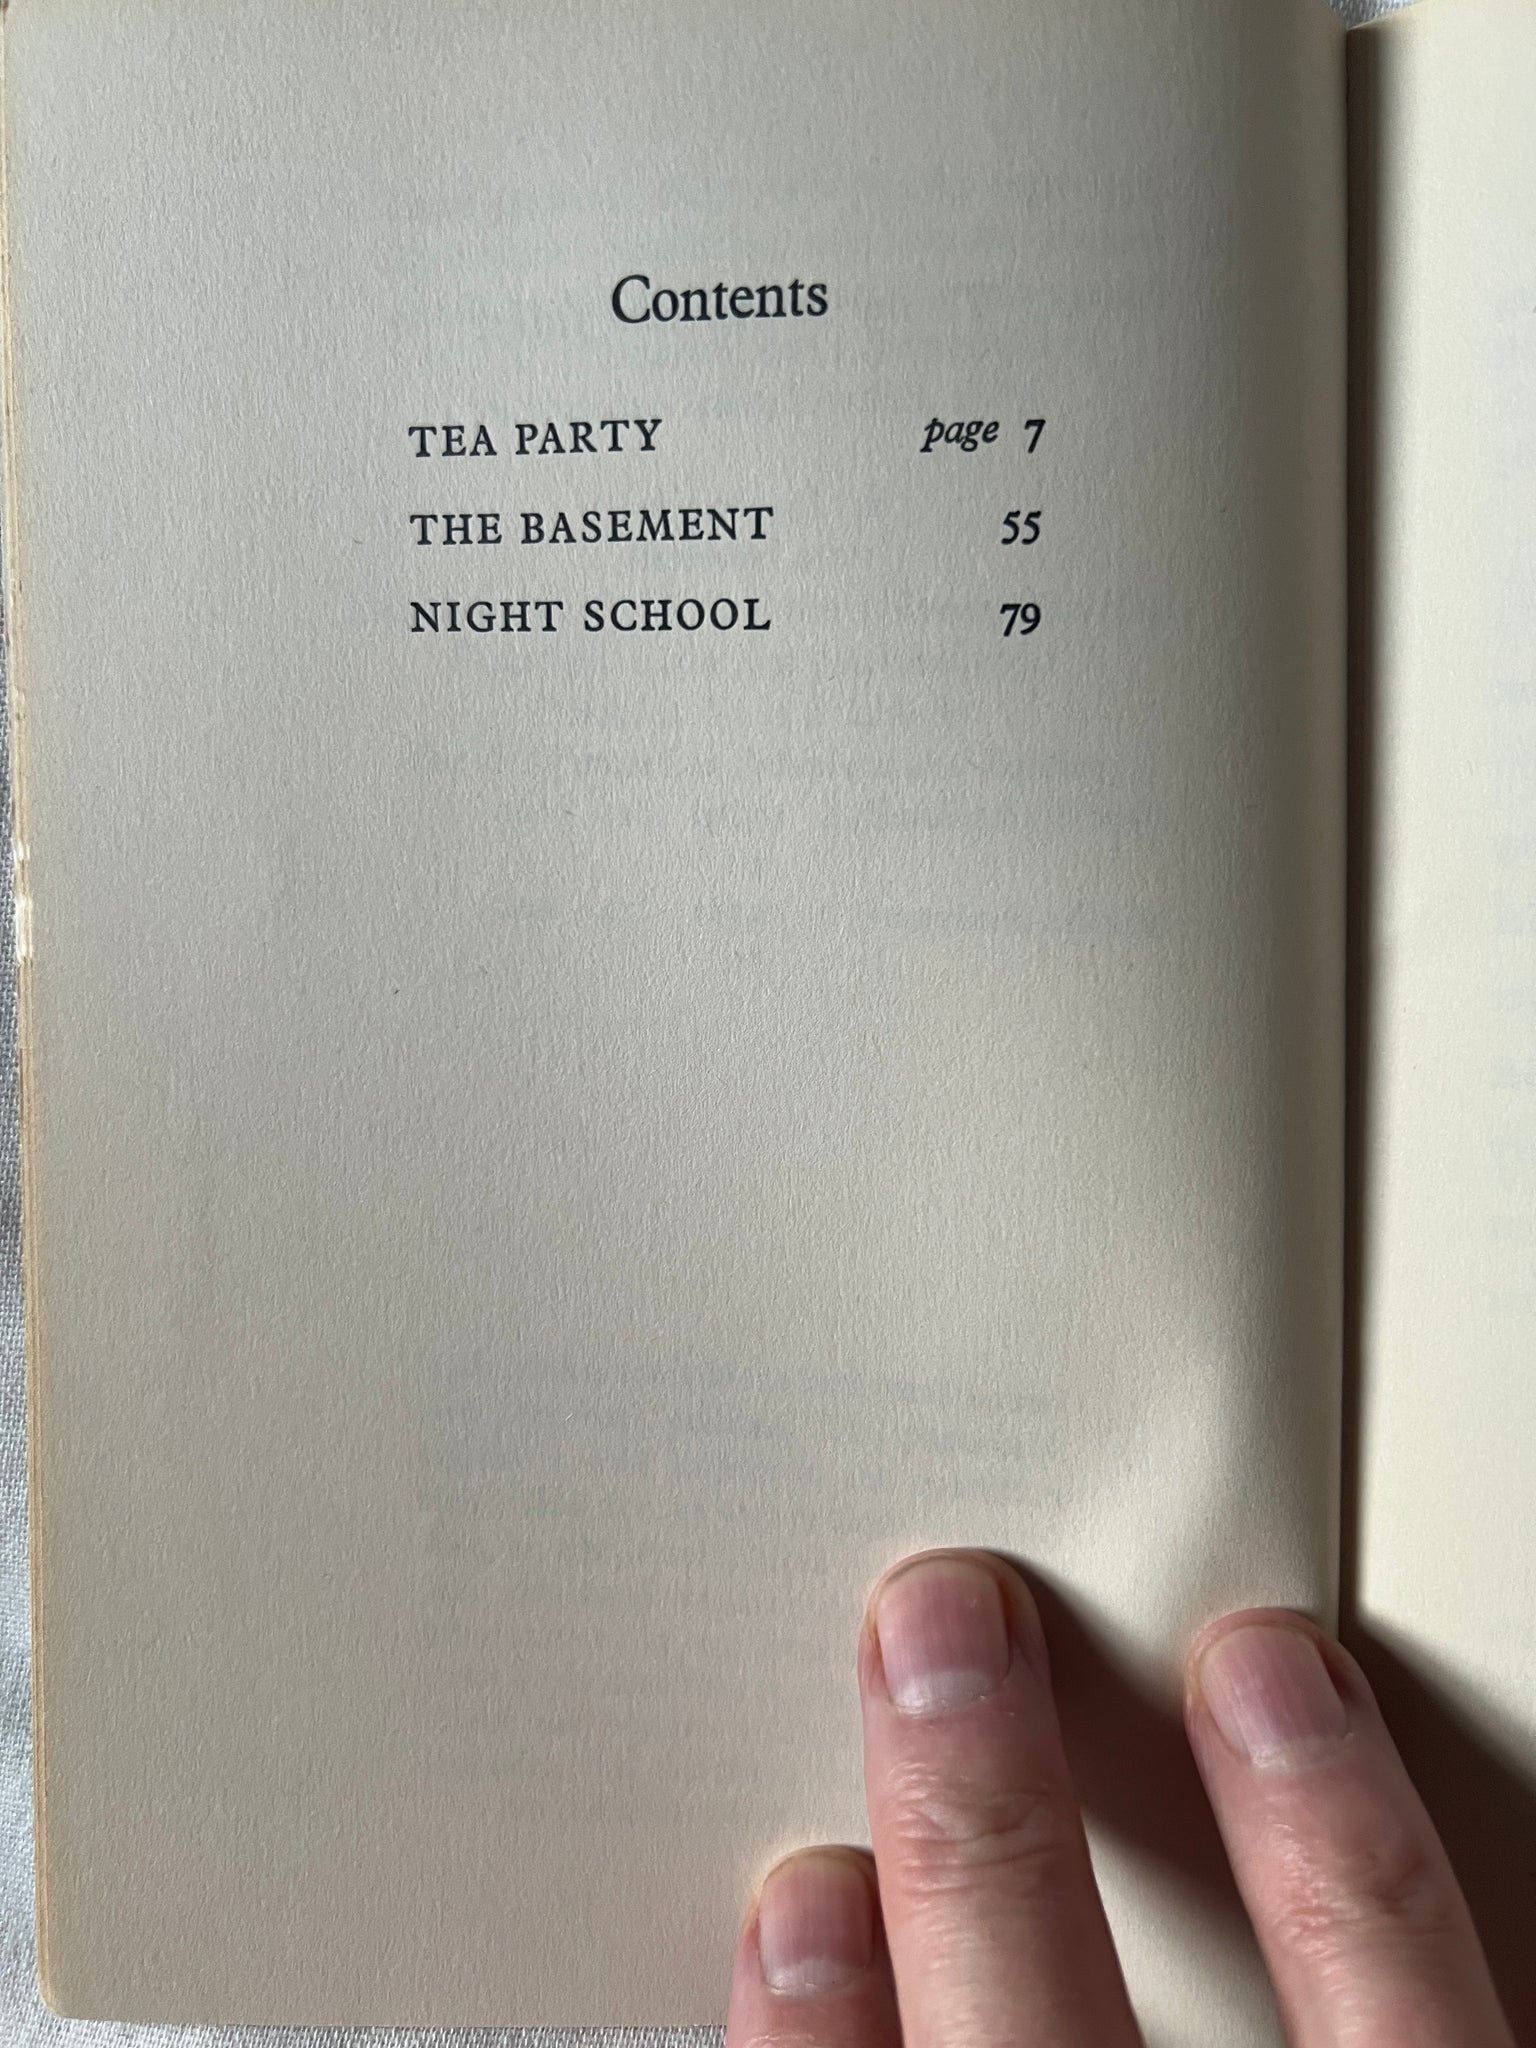 Contents
TEA PARTY page 7
THE BASEMENT 55
NIGHT SCHOOL 79